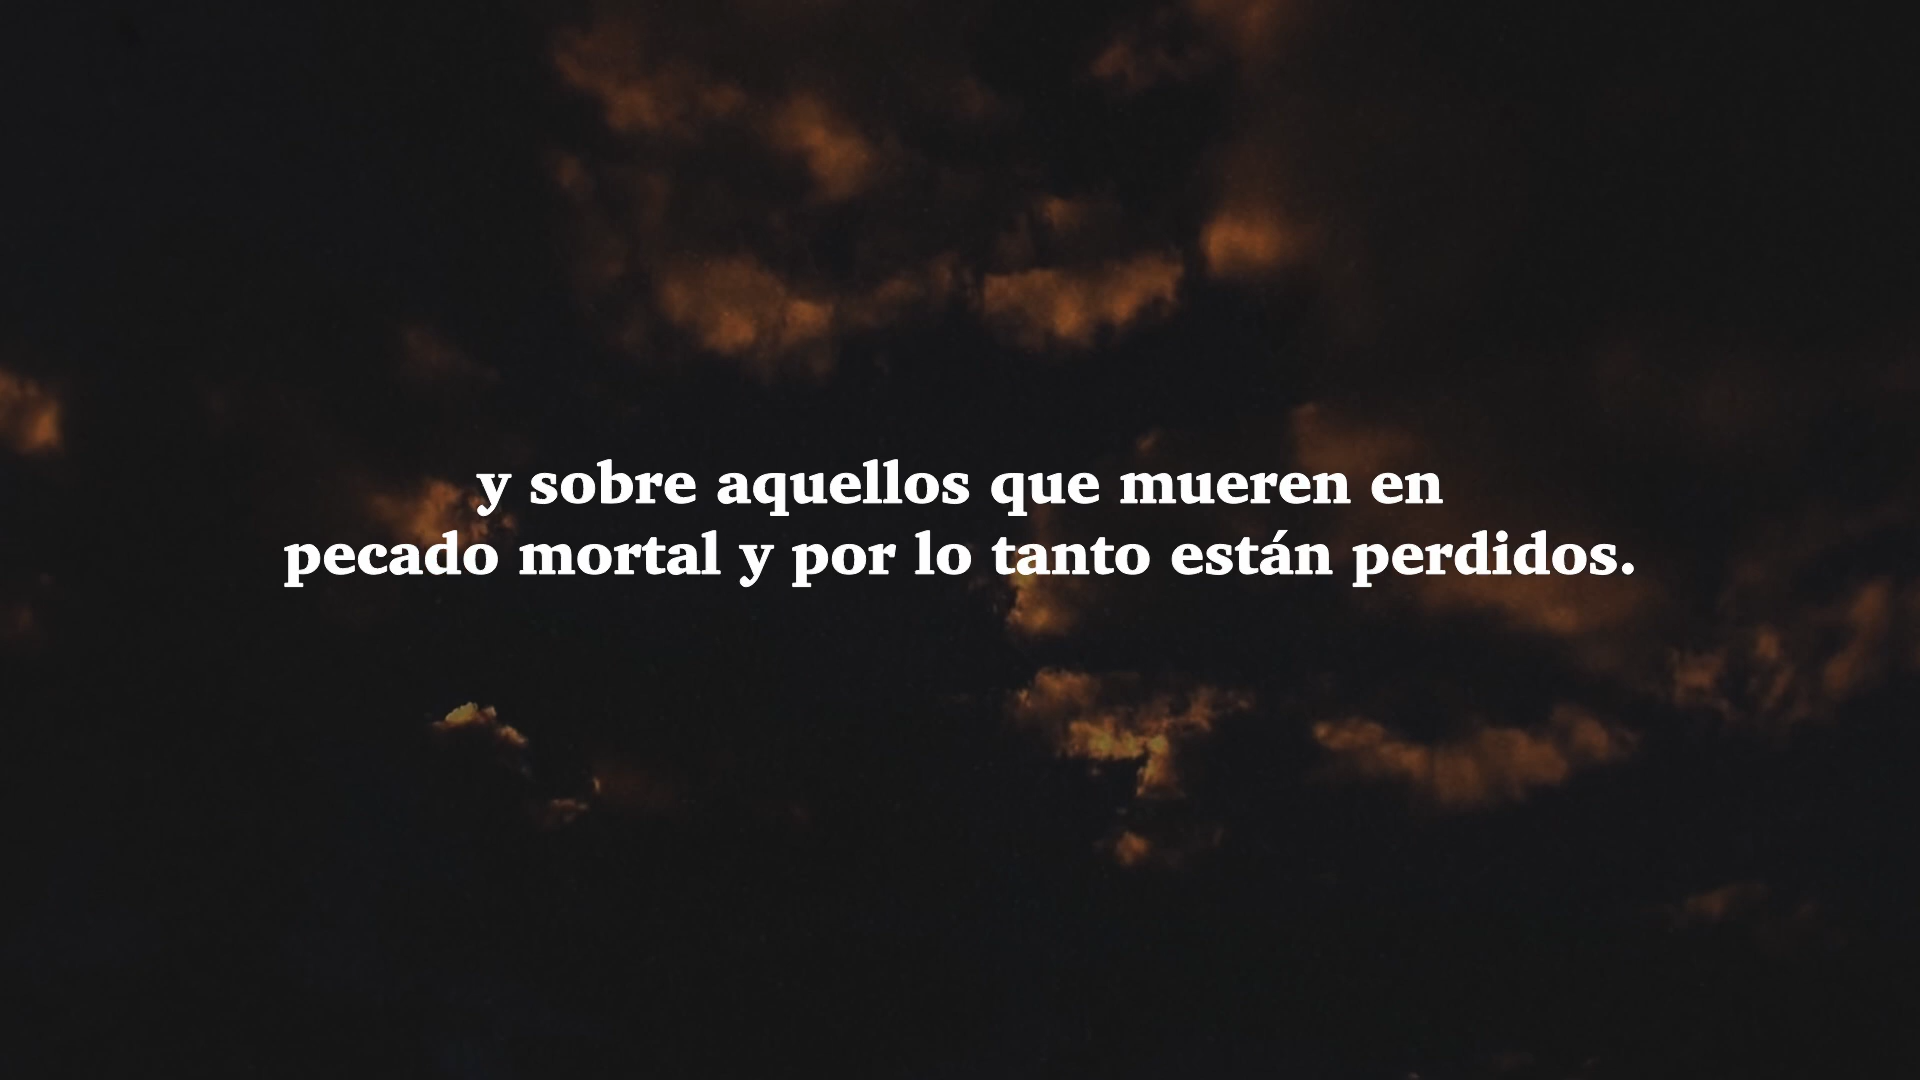 y sobre aquellos que mueren en
pecado mortal y por lo tanto están perdidos.